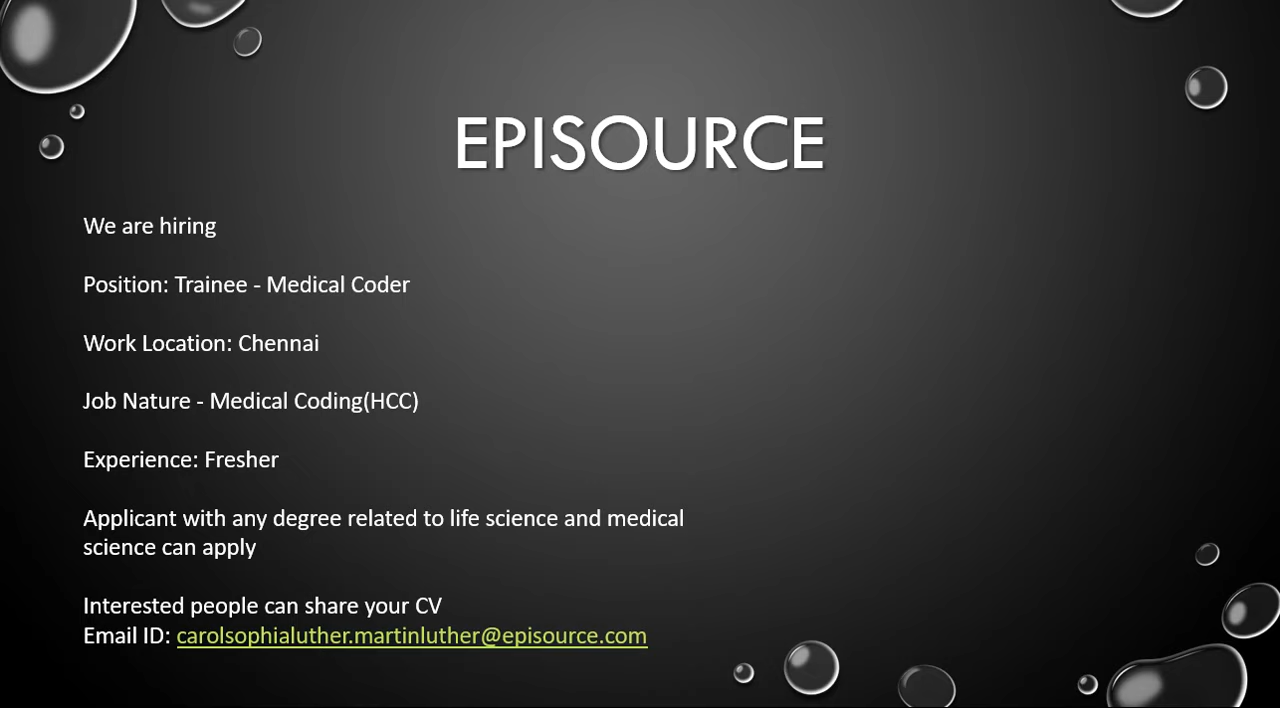 EPISOURCE
We are hiring
Position: Trainee - Medical Coder
Work Location: Chennai
Job Nature - Medical Coding(HCC)
Experience: Fresher
Applicant with any degree related to life science and medical
science can apply
Interested people can share your CV
Email ID: carolsophialuther.martinluther@episource.com